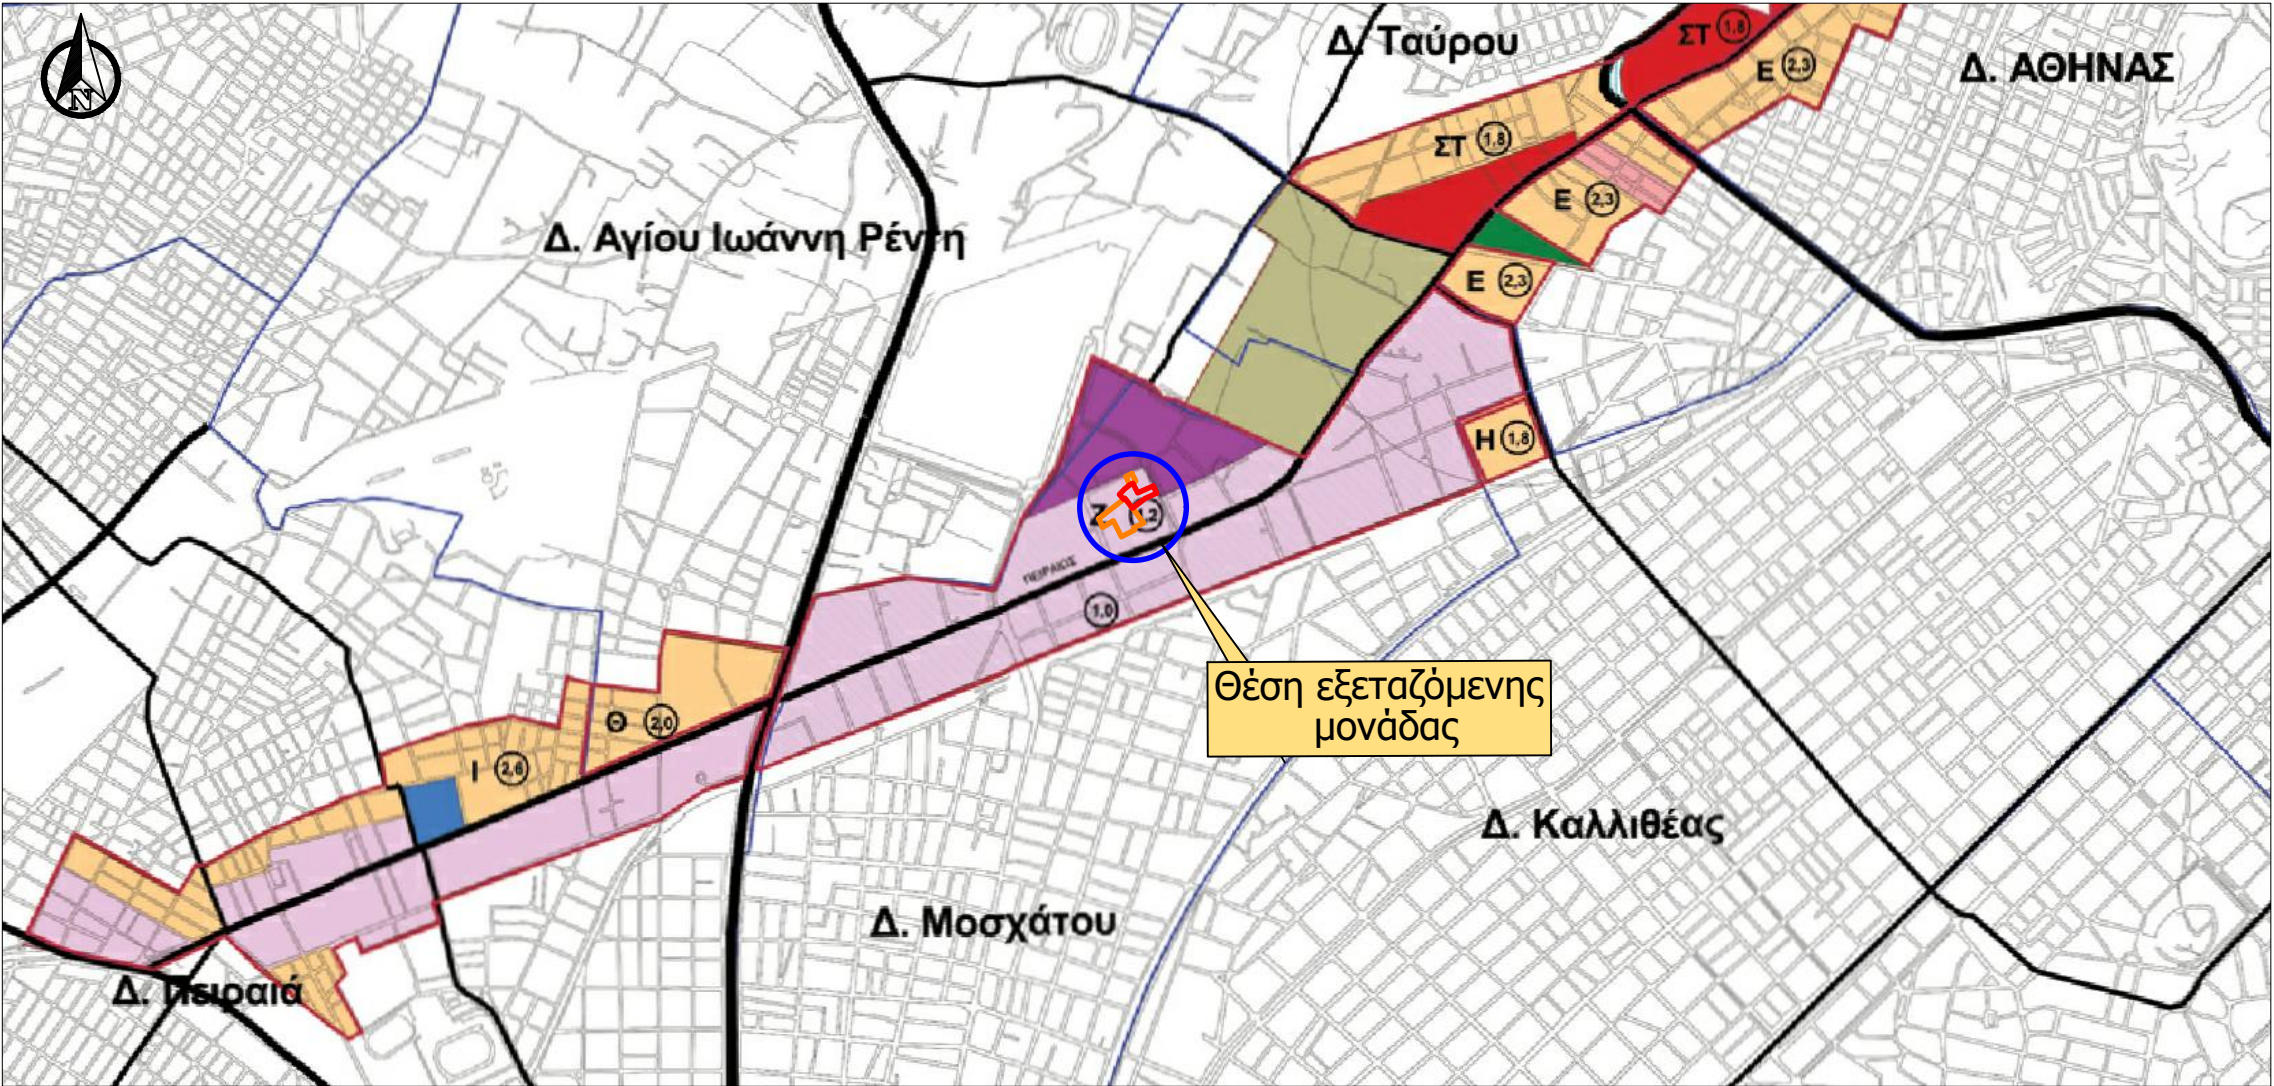 N
Δ. Ταύρου
ΣΤ 1.8
Ε 2,3
Δ. ΑΘΗΝΑΣ
ΣΤ 1.8
Ε 2,3
Δ. Αγίου Ιωάννη Ρέντη
Ε 2,3
Η 1,8
Ζ 1,2
ΠΕΙΡΑΙΩΣ
1,0
Θέση εξεταζόμενης
μονάδας
Θ 2,0
Ι 2,6
Δ. Καλλιθέας
Δ. Μοσχάτου
Δ. Πειραιά